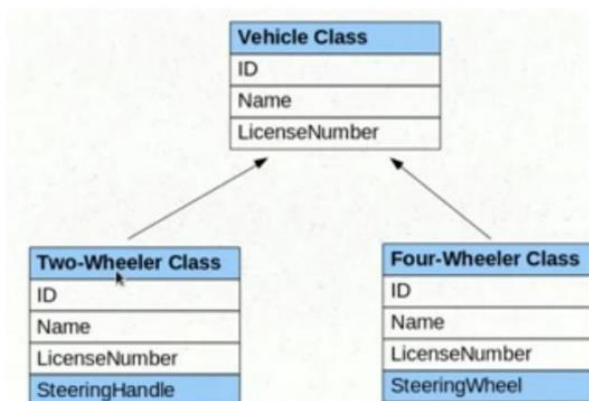 Vehicle Class
ID
Name
LicenseNumber
Two-Wheeler Class
ID
Name
LicenseNumber
SteeringHandle
Four-Wheeler Class
ID
Name
LicenseNumber
SteeringWheel